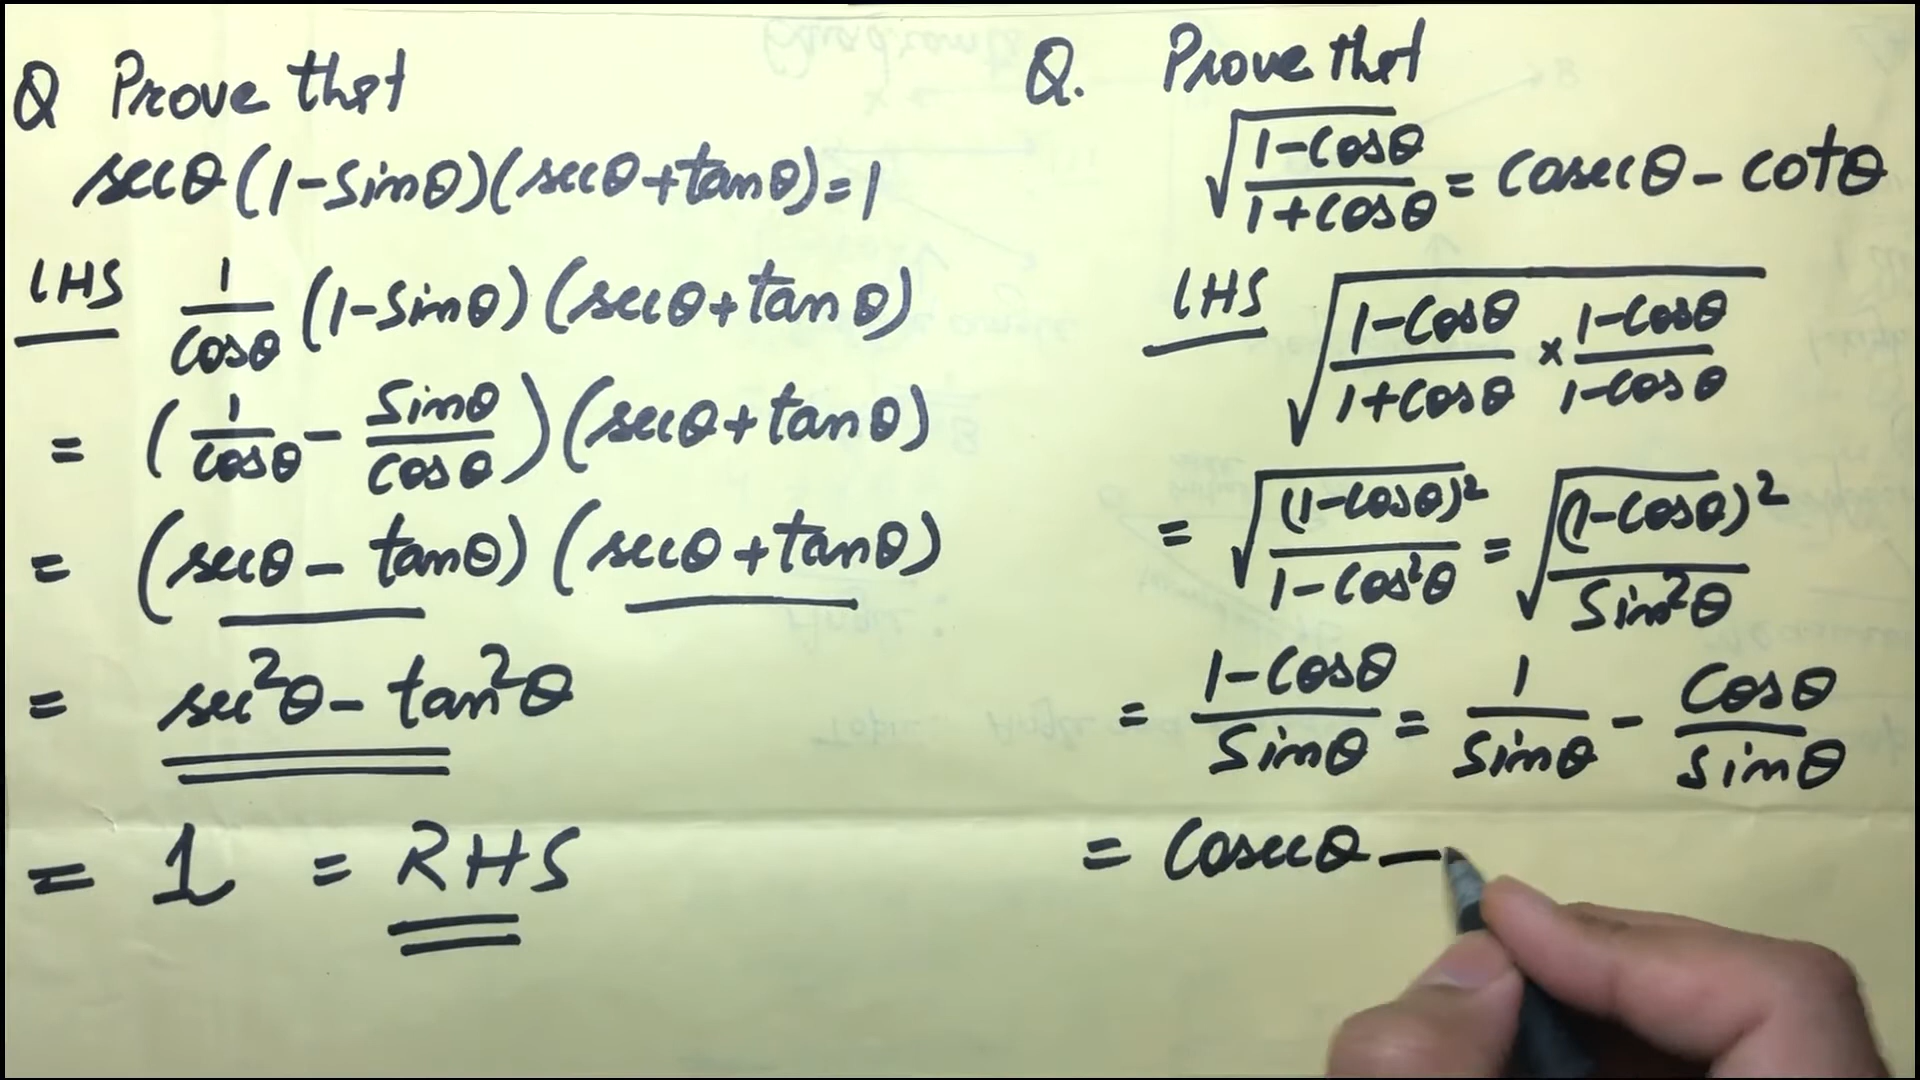 Q Prove that
secθ(1-Sinθ)(secθ+tanθ)=1
LHS 1/Cosθ (1-Sinθ)(secθ+tanθ)
= (1/Cosθ - Sinθ/Cosθ)(secθ+tanθ)
= (secθ - tanθ)(secθ+tanθ)
= sec²θ - tan²θ
= 1 = RHS
Q. Prove that
√((1-Cosθ)/(1+Cosθ)) = Cosecθ - Cotθ
LHS √((1-Cosθ)/(1+Cosθ) × (1-Cosθ)/(1-Cosθ))
= √((1-Cosθ)²/(1-Cos²θ)) = √((1-Cosθ)²/Sin²θ)
= (1-Cosθ)/Sinθ = 1/Sinθ - Cosθ/Sinθ
= Cosecθ -